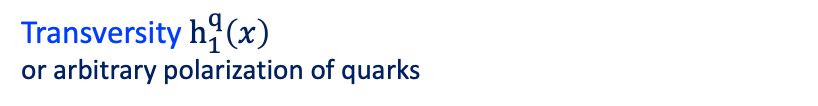 Transversity h₁^q(x)
or arbitrary polarization of quarks